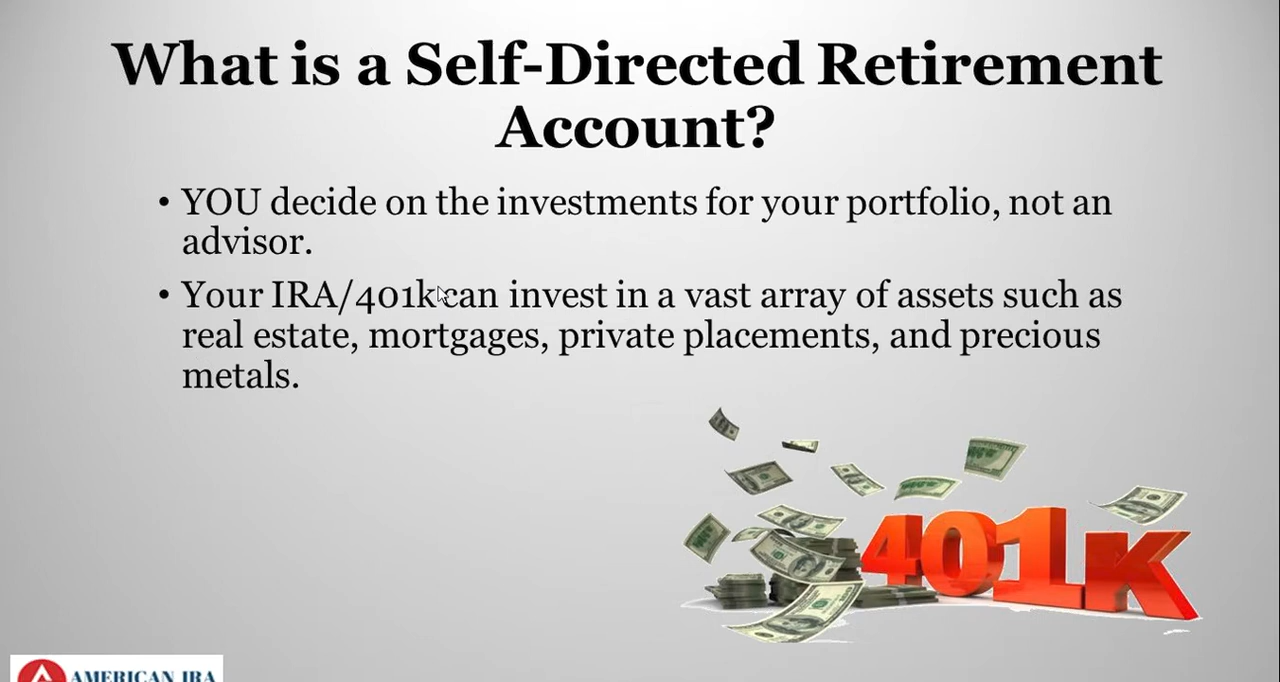 What is a Self-Directed Retirement
Account?
• YOU decide on the investments for your portfolio, not an
advisor.
• Your IRA/401k can invest in a vast array of assets such as
real estate, mortgages, private placements, and precious
metals.
401K
AMERICAN IRA